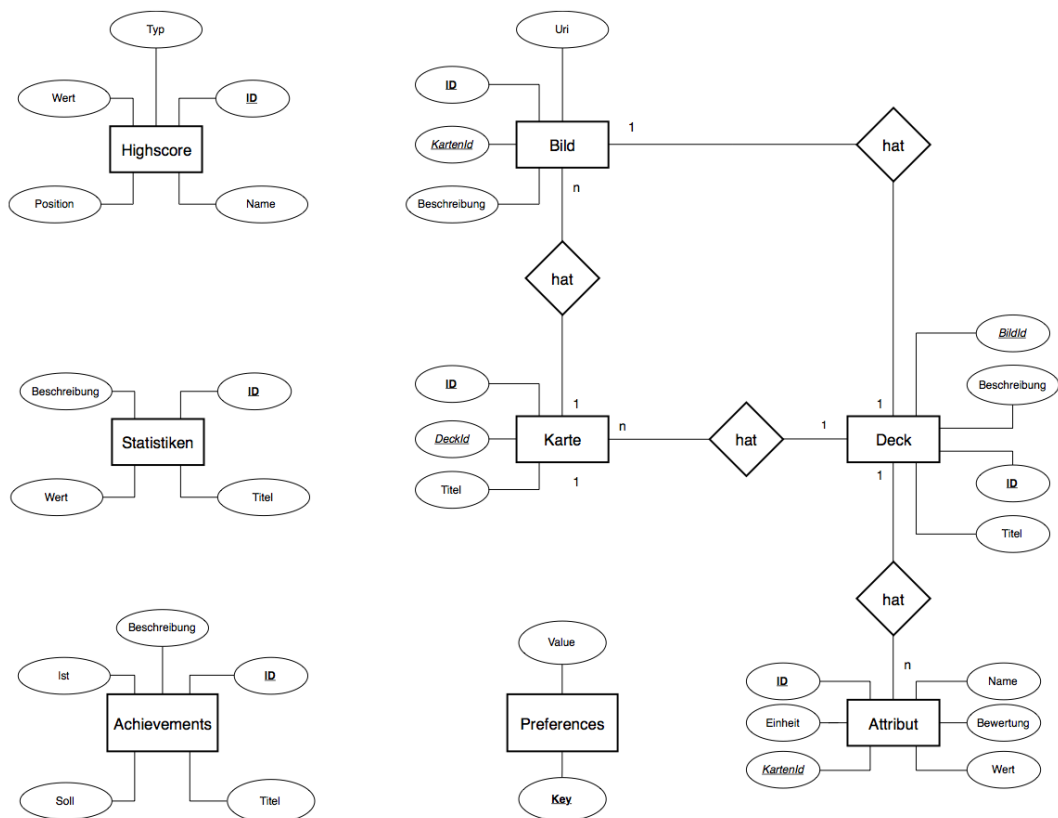 Typ
Wert
ID
Highscore
Position
Name
Uri
ID
KartenId
Bild
Beschreibung
1
hat
n
hat
1
ID
DeckId
Karte
Titel
n
1
hat
1
1
Deck
1
BildId
Beschreibung
ID
Titel
Beschreibung
ID
Statistiken
Wert
Titel
hat
n
Beschreibung
Ist
ID
Achievements
Soll
Titel
Value
Preferences
Key
ID
Einheit
KartenId
Attribut
Name
Bewertung
Wert